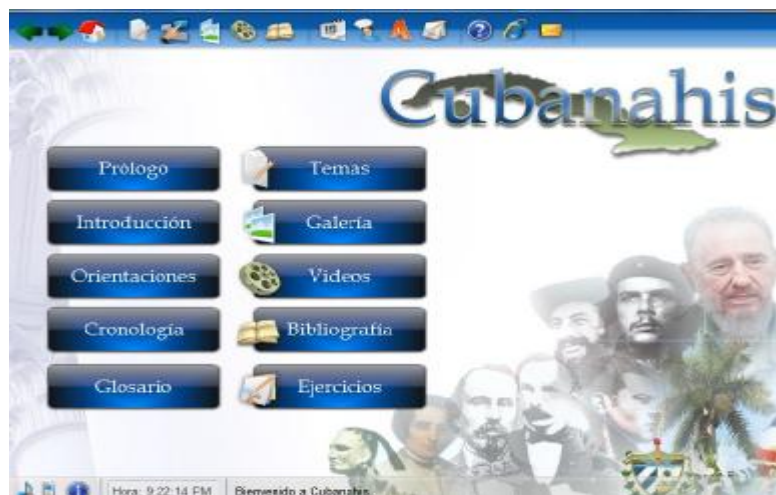 Cubanahis
Prólogo
Temas
Introducción
Galería
Orientaciones
Videos
Cronología
Bibliografía
Glosario
Ejercicios
Hora: 9:22:14 PM
Bienvenido a Cubanahis